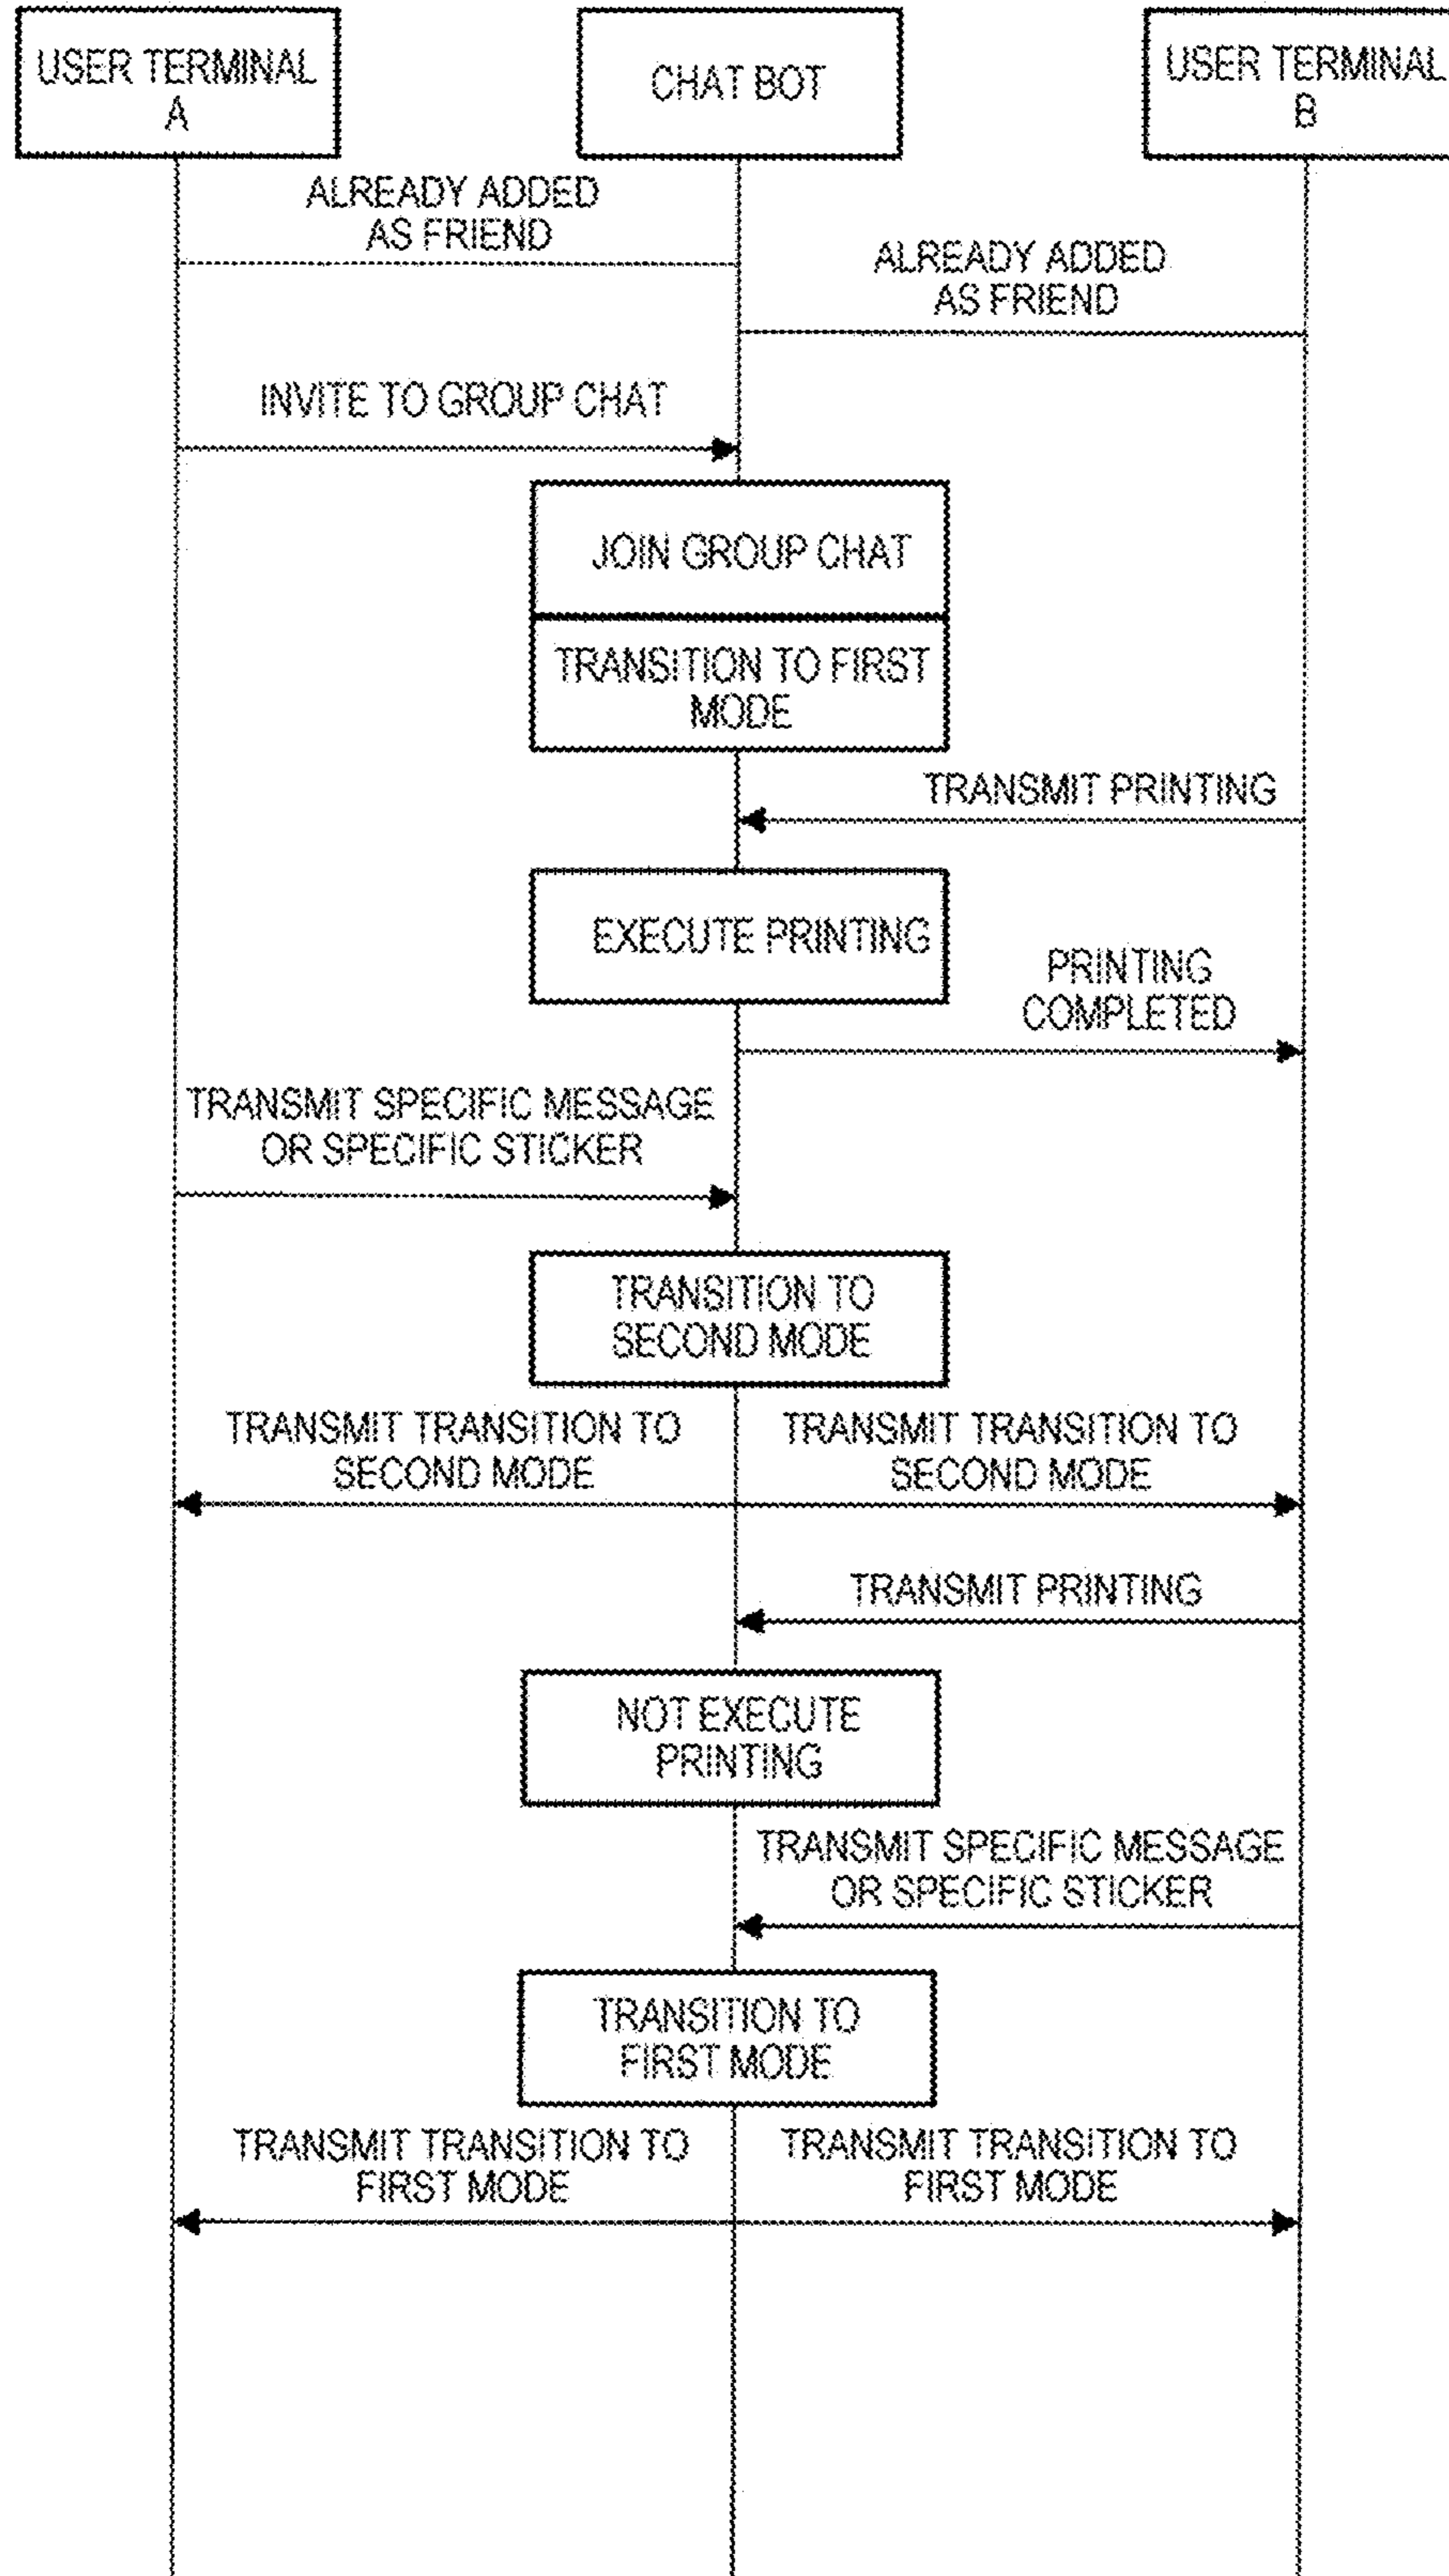 USER TERMINAL
A
CHAT BOT
USER TERMINAL
B
ALREADY ADDED
AS FRIEND
ALREADY ADDED
AS FRIEND
INVITE TO GROUP CHAT
JOIN GROUP CHAT
TRANSITION TO FIRST
MODE
TRANSMIT PRINTING
EXECUTE PRINTING
PRINTING
COMPLETED
TRANSMIT SPECIFIC MESSAGE
OR SPECIFIC STICKER
TRANSITION TO
SECOND MODE
TRANSMIT TRANSITION TO
SECOND MODE
TRANSMIT TRANSITION TO
SECOND MODE
TRANSMIT PRINTING
NOT EXECUTE
PRINTING
TRANSMIT SPECIFIC MESSAGE
OR SPECIFIC STICKER
TRANSITION TO
FIRST MODE
TRANSMIT TRANSITION TO
FIRST MODE
TRANSMIT TRANSITION TO
FIRST MODE